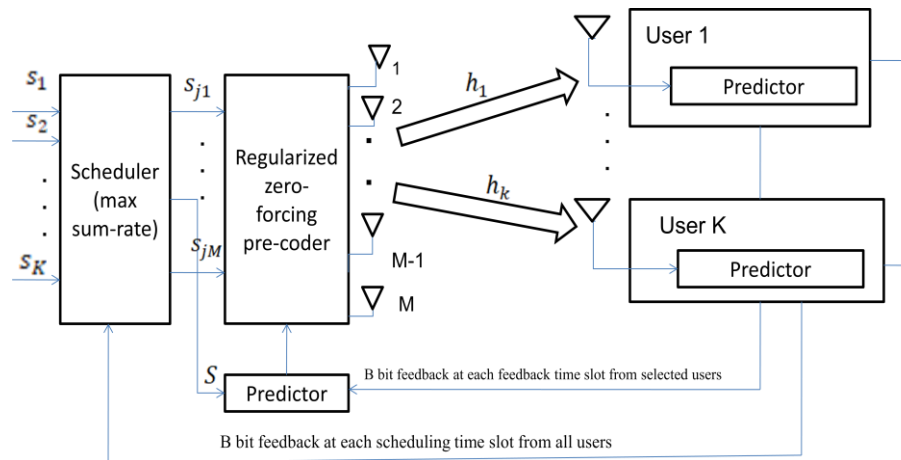 s1
s2
sK
Scheduler
(max
sum-rate)
sj1
sjM
S
Regularized
zero-
forcing
pre-coder
1
2
M-1
M
h1
hk
User 1
Predictor
User K
Predictor
Predictor
B bit feedback at each feedback time slot from selected users
B bit feedback at each scheduling time slot from all users